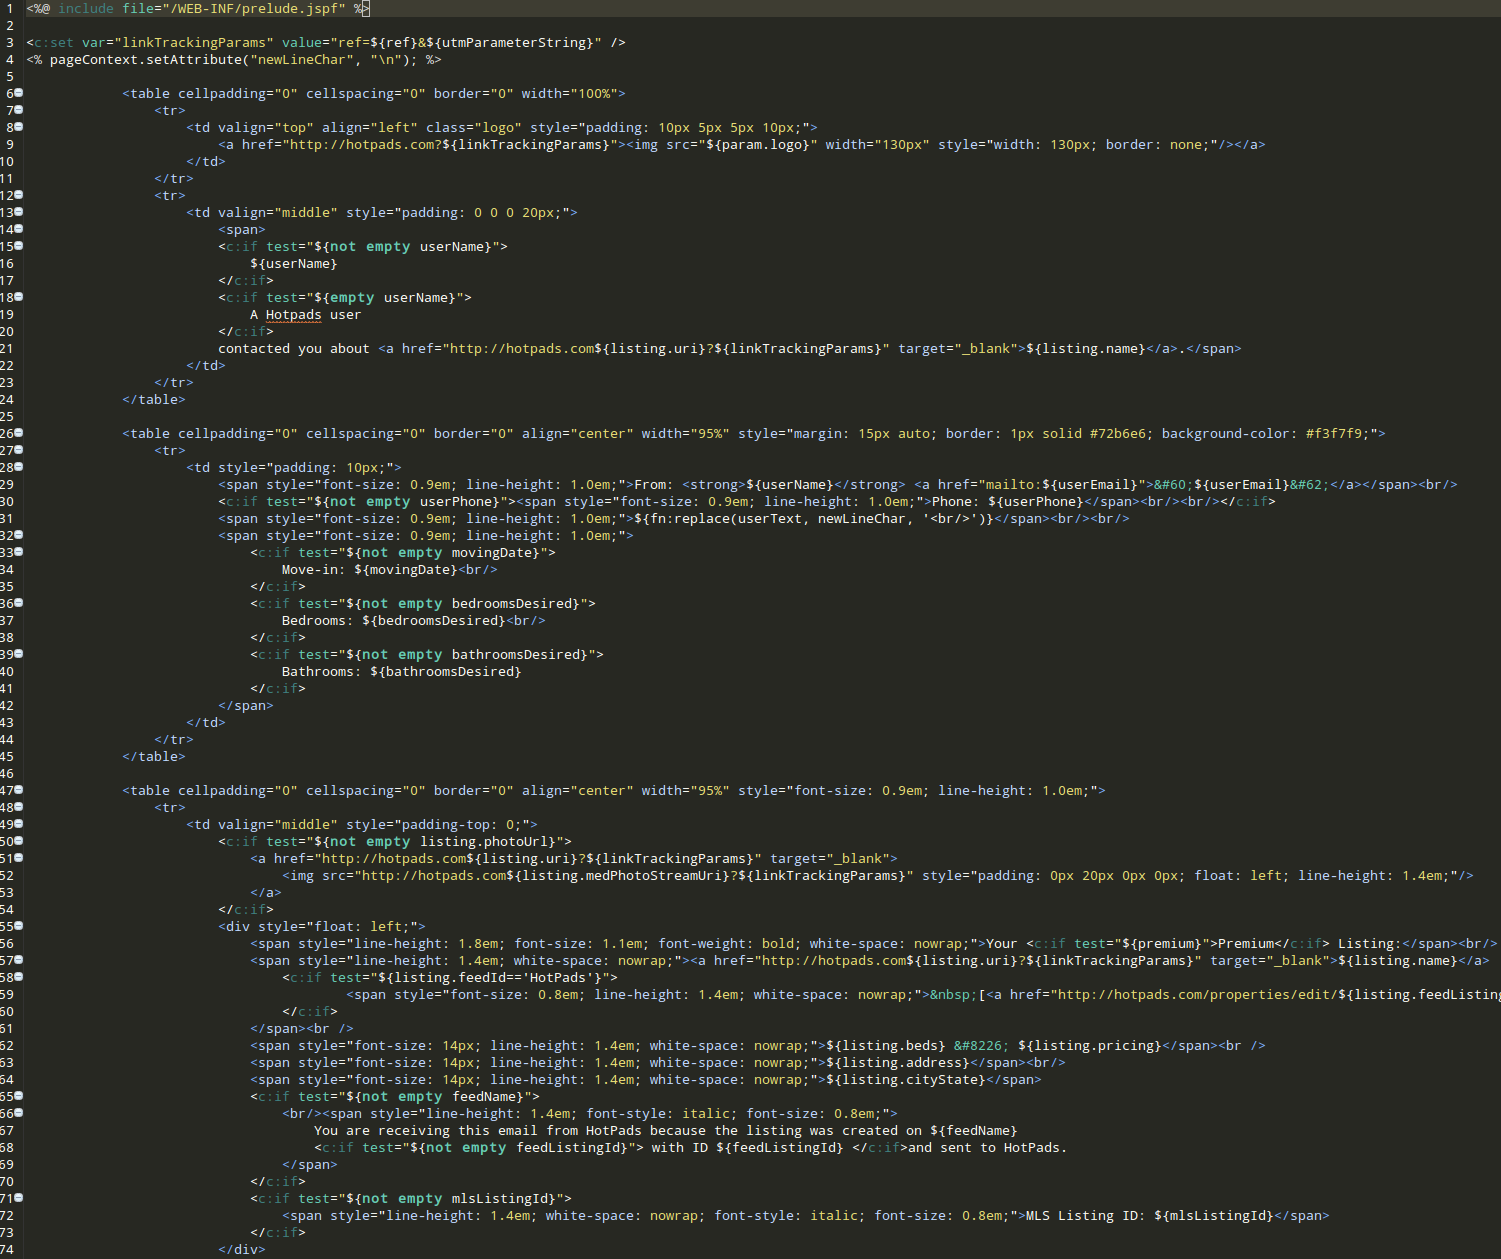 1 <%@ include file="/WEB-INF/prelude.jspf" %>
2
3 <c:set var="linkTrackingParams" value="ref=${ref}&${utmParameterString}" />
4 <% pageContext.setAttribute("newLineChar", "\n"); %>
5
6 <table cellpadding="0" cellspacing="0" border="0" width="100%">
7 <tr>
8 <td valign="top" align="left" class="logo" style="padding: 10px 5px 5px 10px;">
9 <a href="http://hotpads.com?${linkTrackingParams}"><img src="${param.logo}" width="130px" style="width: 130px; border: none;"/></a>
10 </td>
11 </tr>
12 <tr>
13 <td valign="middle" style="padding: 0 0 0 20px;">
14 <span>
15 <c:if test="${not empty userName}">
16 ${userName}
17 </c:if>
18 <c:if test="${empty userName}">
19 A Hotpads user
20 </c:if>
21 contacted you about <a href="http://hotpads.com${listing.uri}?${linkTrackingParams}" target="_blank">${listing.name}</a>.</span>
22 </td>
23 </tr>
24 </table>
25
26 <table cellpadding="0" cellspacing="0" border="0" align="center" width="95%" style="margin: 15px auto; border: 1px solid #72b6e6; background-color: #f3f7f9;">
27 <tr>
28 <td style="padding: 10px;">
29 <span style="font-size: 0.9em; line-height: 1.0em;">From: <strong>${userName}</strong> <a href="mailto:${userEmail}">&#60;${userEmail}&#62;</a></span><br/>
30 <c:if test="${not empty userPhone}"><span style="font-size: 0.9em; line-height: 1.0em;">Phone: ${userPhone}</span><br/><br/></c:if>
31 <span style="font-size: 0.9em; line-height: 1.0em;">${fn:replace(userText, newLineChar, '<br/>')}</span><br/><br/>
32 <span style="font-size: 0.9em; line-height: 1.0em;">
33 <c:if test="${not empty movingDate}">
34 Move-in: ${movingDate}<br/>
35 </c:if>
36 <c:if test="${not empty bedroomsDesired}">
37 Bedrooms: ${bedroomsDesired}<br/>
38 </c:if>
39 <c:if test="${not empty bathroomsDesired}">
40 Bathrooms: ${bathroomsDesired}
41 </c:if>
42 </span>
43 </td>
44 </tr>
45 </table>
46
47 <table cellpadding="0" cellspacing="0" border="0" align="center" width="95%" style="font-size: 0.9em; line-height: 1.0em;">
48 <tr>
49 <td valign="middle" style="padding-top: 0;">
50 <c:if test="${not empty listing.photoUrl}">
51 <a href="http://hotpads.com${listing.uri}?${linkTrackingParams}" target="_blank">
52 <img src="http://hotpads.com${listing.medPhotoStreamUri}?${linkTrackingParams}" style="padding: 0px 20px 0px 0px; float: left; line-height: 1.4em;"/>
53 </a>
54 </c:if>
55 <div style="float: left;">
56 <span style="line-height: 1.8em; font-size: 1.1em; font-weight: bold; white-space: nowrap;">Your <c:if test="${premium}">Premium</c:if> Listing:</span><br/>
57 <span style="line-height: 1.4em; white-space: nowrap;"><a href="http://hotpads.com${listing.uri}?${linkTrackingParams}" target="_blank">${listing.name}</a>
58 <c:if test="${listing.feedId=='HotPads'}">
59 <span style="font-size: 0.8em; line-height: 1.4em; white-space: nowrap;">&nbsp;[<a href="http://hotpads.com/properties/edit/${listing.feedListing
60 </c:if>
61 </span><br />
62 <span style="font-size: 14px; line-height: 1.4em; white-space: nowrap;">${listing.beds} &#8226; ${listing.pricing}</span><br />
63 <span style="font-size: 14px; line-height: 1.4em; white-space: nowrap;">${listing.address}</span><br/>
64 <span style="font-size: 14px; line-height: 1.4em; white-space: nowrap;">${listing.cityState}</span>
65 <c:if test="${not empty feedName}">
66 <br/><span style="line-height: 1.4em; font-style: italic; font-size: 0.8em;">
67 You are receiving this email from HotPads because the listing was created on ${feedName}
68 <c:if test="${not empty feedListingId}"> with ID ${feedListingId} </c:if>and sent to HotPads.
69 </span>
70 </c:if>
71 <c:if test="${not empty mlsListingId}">
72 <span style="line-height: 1.4em; white-space: nowrap; font-style: italic; font-size: 0.8em;">MLS Listing ID: ${mlsListingId}</span>
73 </c:if>
74 </div>